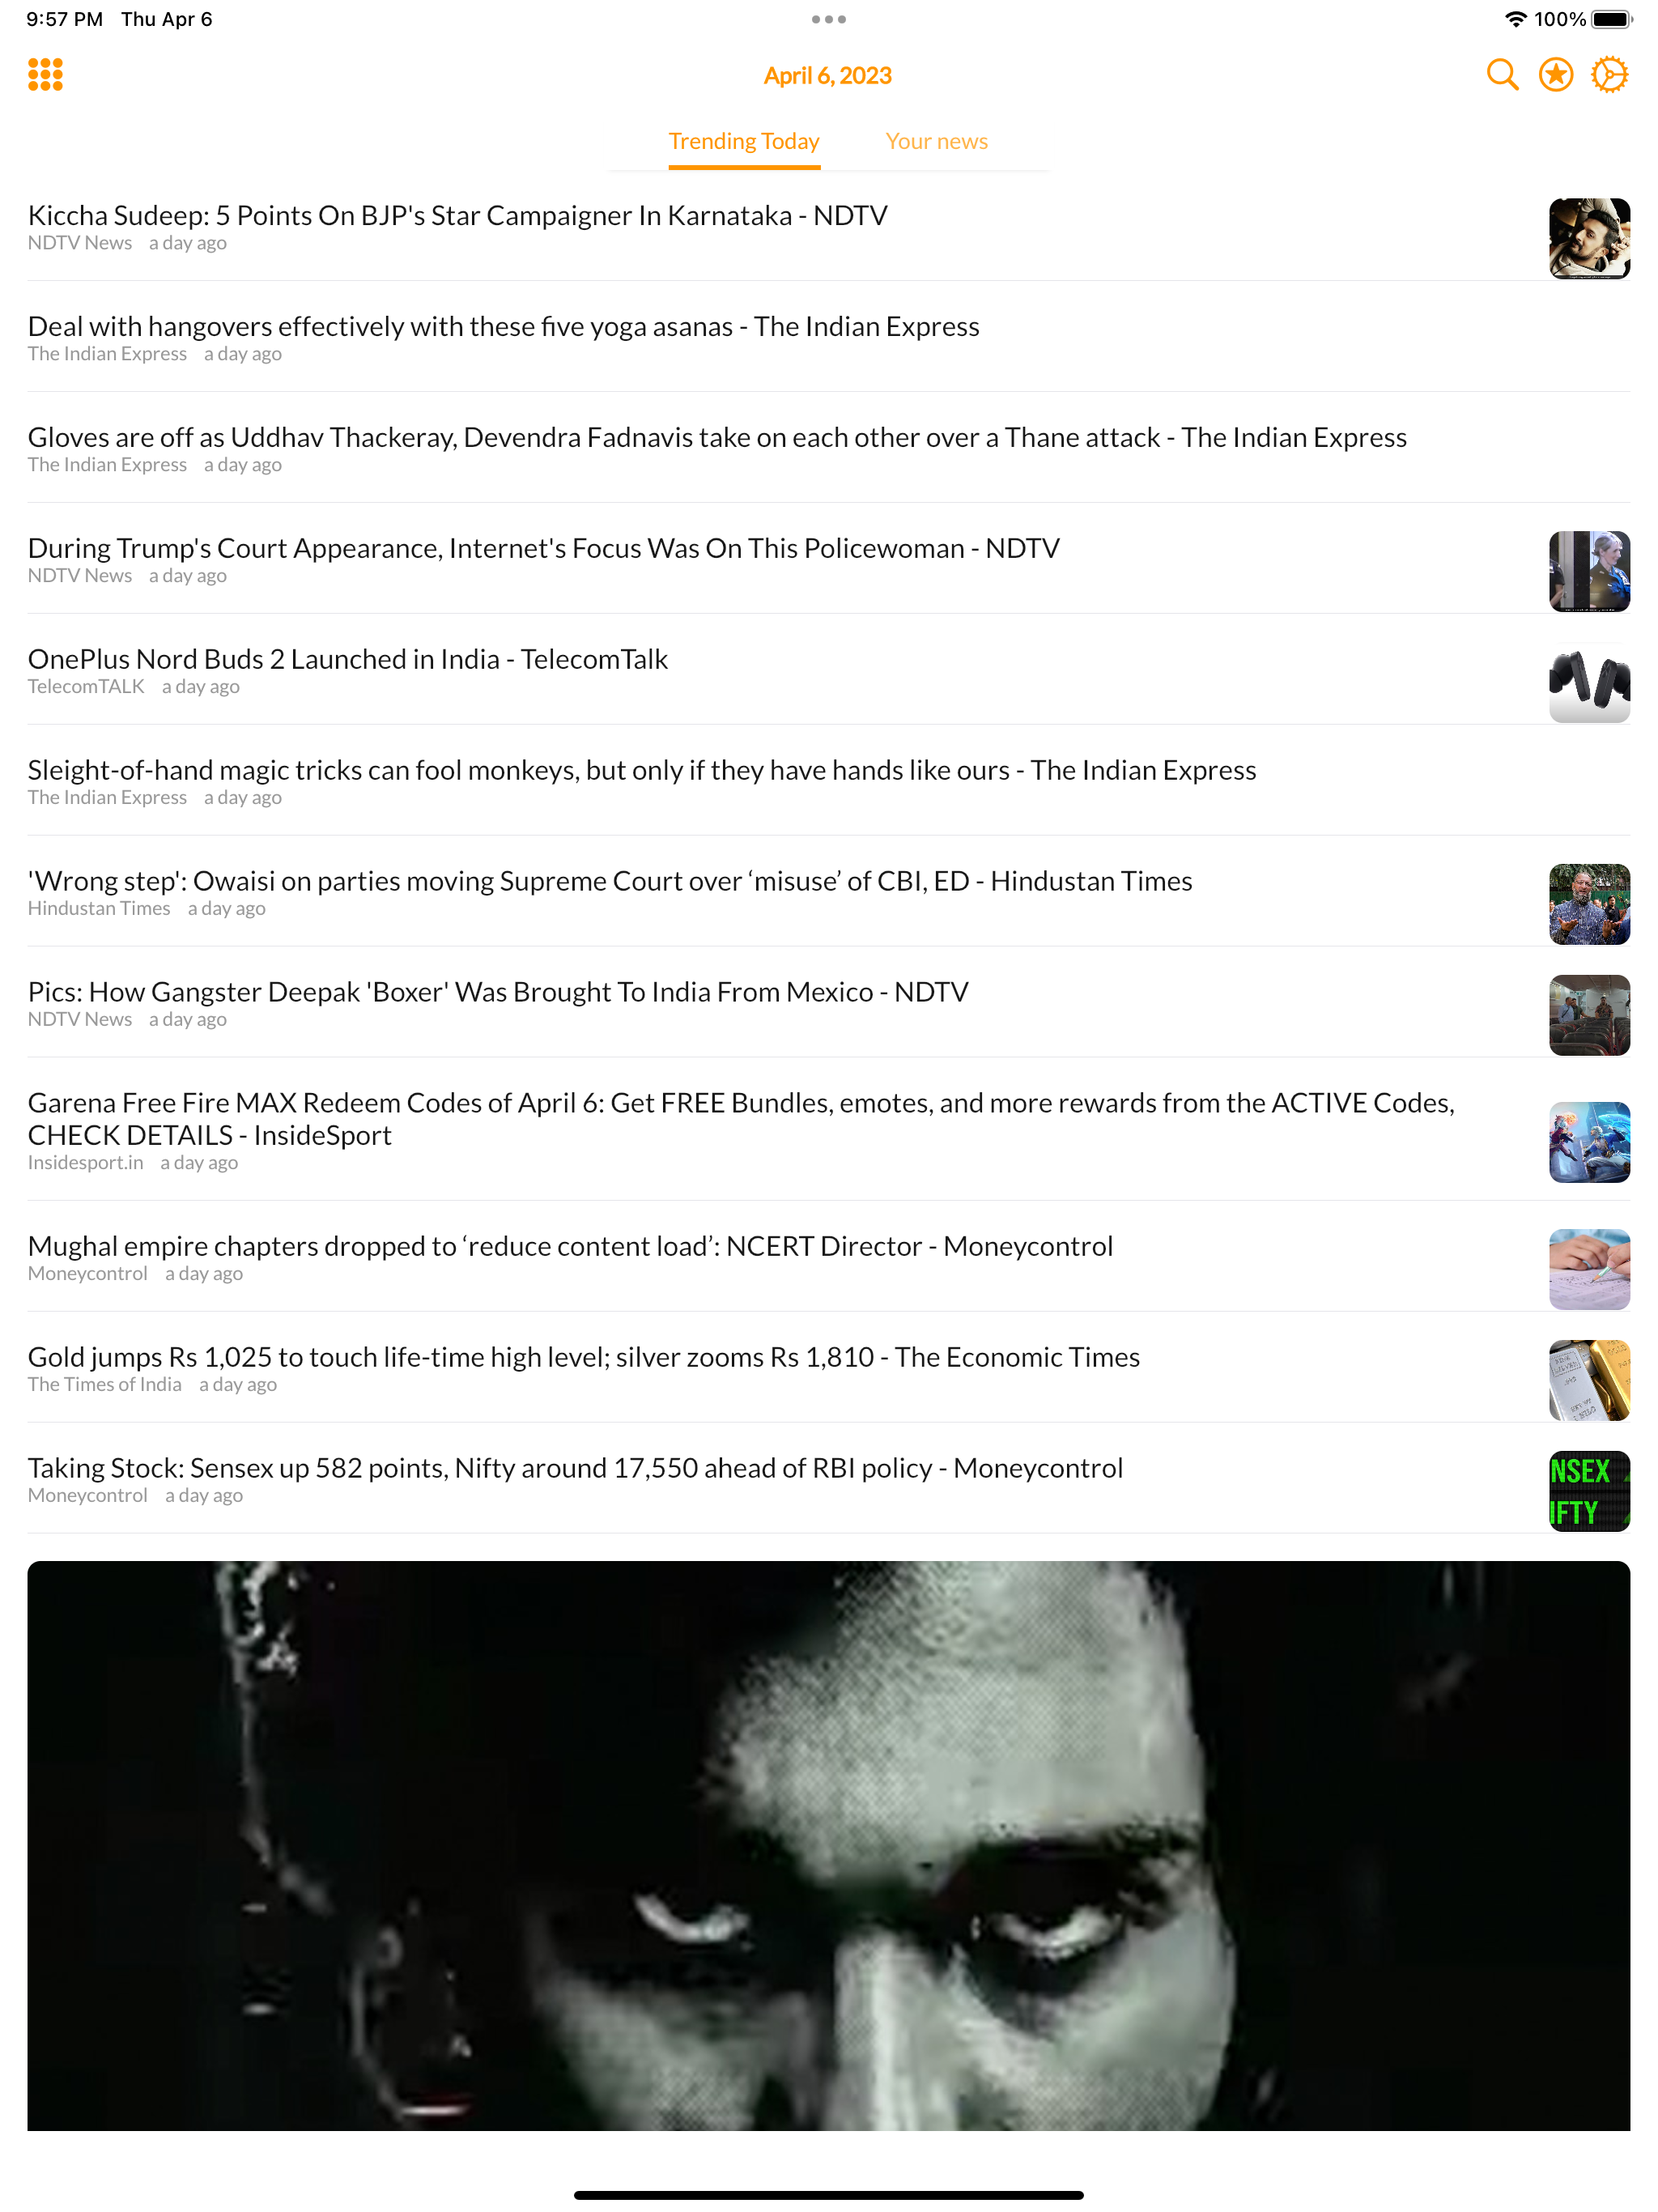 9:57 PM Thu Apr 6
100%
April 6, 2023
Trending Today
Your news
Kiccha Sudeep: 5 Points On BJP's Star Campaigner In Karnataka - NDTV
NDTV News a day ago
Deal with hangovers effectively with these five yoga asanas - The Indian Express
The Indian Express a day ago
Gloves are off as Uddhav Thackeray, Devendra Fadnavis take on each other over a Thane attack - The Indian Express
The Indian Express a day ago
During Trump's Court Appearance, Internet's Focus Was On This Policewoman - NDTV
NDTV News a day ago
OnePlus Nord Buds 2 Launched in India - TelecomTalk
TelecomTALK a day ago
Sleight-of-hand magic tricks can fool monkeys, but only if they have hands like ours - The Indian Express
The Indian Express a day ago
'Wrong step': Owaisi on parties moving Supreme Court over ‘misuse’ of CBI, ED - Hindustan Times
Hindustan Times a day ago
Pics: How Gangster Deepak 'Boxer' Was Brought To India From Mexico - NDTV
NDTV News a day ago
Garena Free Fire MAX Redeem Codes of April 6: Get FREE Bundles, emotes, and more rewards from the ACTIVE Codes,
CHECK DETAILS - InsideSport
Insidesport.in a day ago
Mughal empire chapters dropped to ‘reduce content load’: NCERT Director - Moneycontrol
Moneycontrol a day ago
Gold jumps Rs 1,025 to touch life-time high level; silver zooms Rs 1,810 - The Economic Times
The Times of India a day ago
Taking Stock: Sensex up 582 points, Nifty around 17,550 ahead of RBI policy - Moneycontrol
Moneycontrol a day ago
NSEX
IFTY